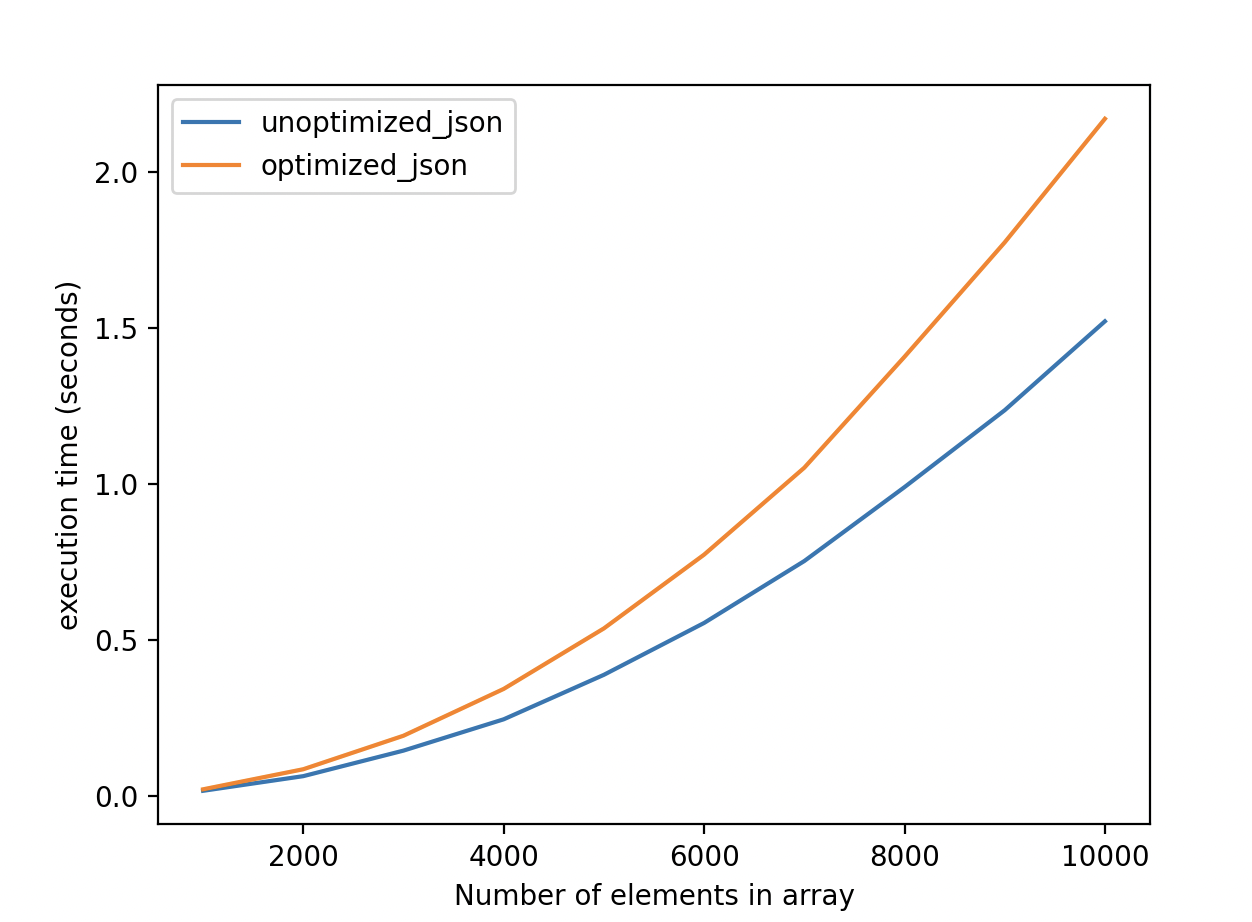 unoptimized_json
optimized_json
2.0
1.5
1.0
0.5
0.0
execution time (seconds)
2000 4000 6000 8000 10000
Number of elements in array